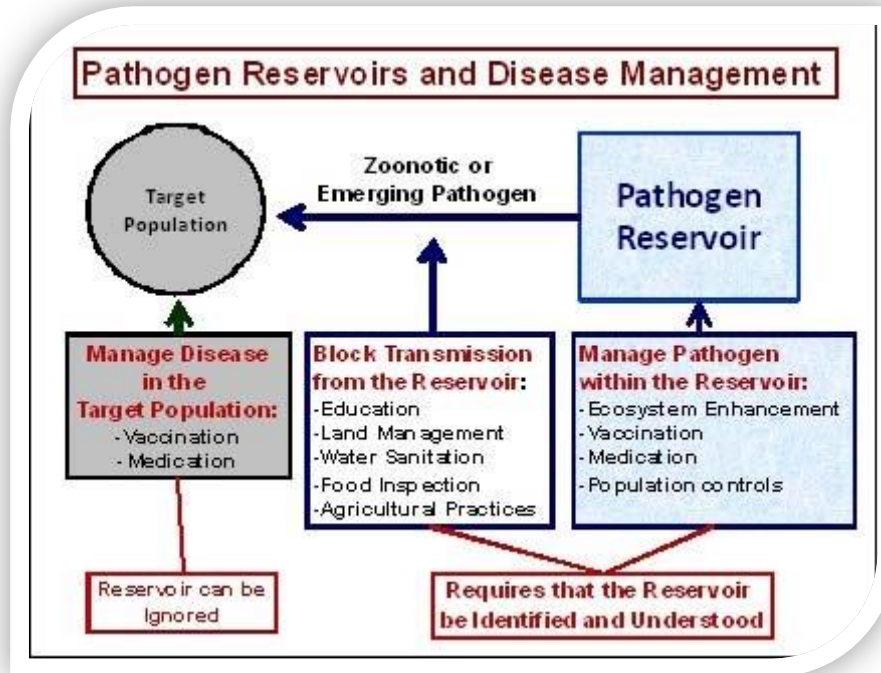 Pathogen Reservoirs and Disease Management
Zoonotic or
Emerging Pathogen
Target
Population
Pathogen
Reservoir
Manage Disease
in the
Target Population:
- Vaccination
- Medication
Block Transmission
from the Reservoir:
-Education
-Land Management
-Water Sanitation
-Food Inspection
-Agricultural Practices
Manage Pathogen
within the Reservoir:
-Ecosystem Enhancement
-Vaccination
-Medication
-Population controls
Reservoir can be
Ignored
Requires that the Reservoir
be Identified and Understood